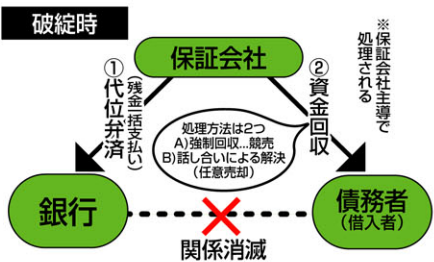 破綻時
保証会社
①代位弁済
(残金一括支払い)
②資金回収
※保証会社主導で
処理される
処理方法は2つ
A)強制回収...競売
B)話し合いによる解決
(任意売却)
銀行
債務者
(借入者)
関係消滅